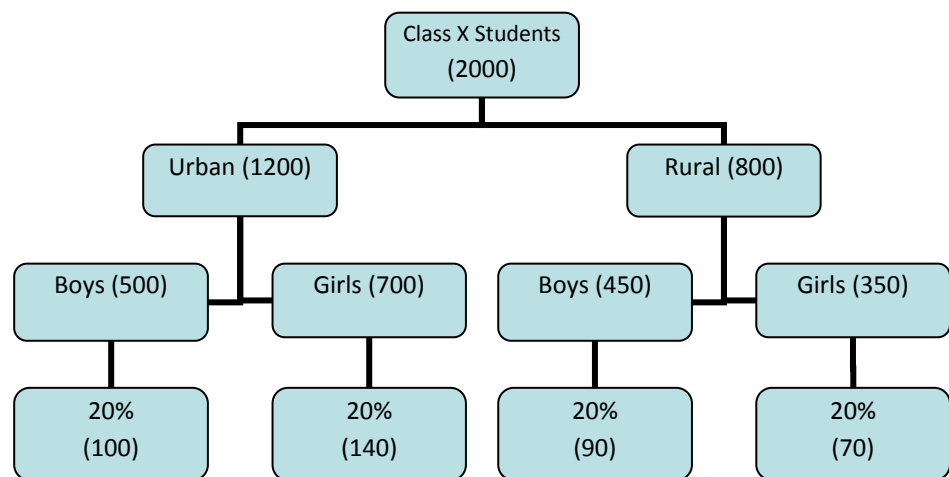 Class X Students
(2000)
Urban (1200)
Rural (800)
Boys (500)
Girls (700)
Boys (450)
Girls (350)
20%
(100)
20%
(140)
20%
(90)
20%
(70)